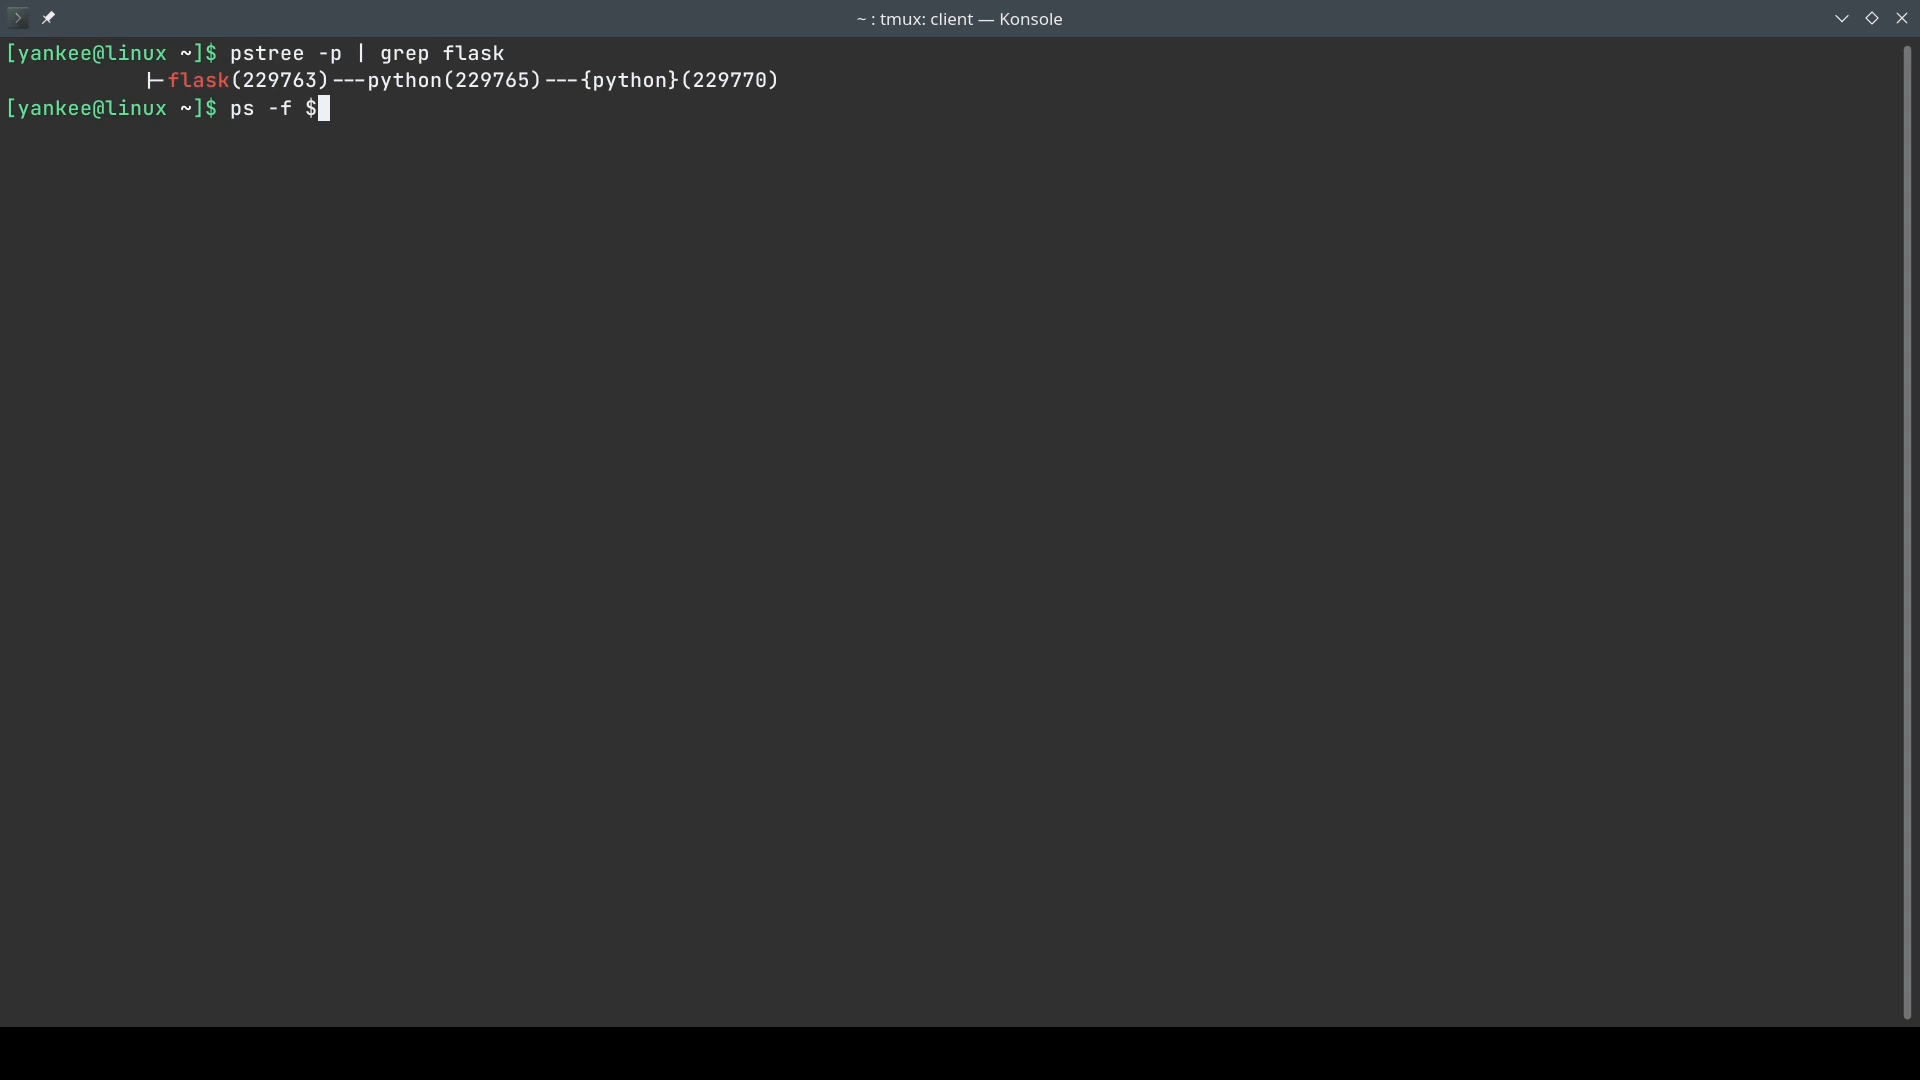 ~ : tmux: client — Konsole
[yankee@linux ~]$ pstree -p | grep flask
├─flask(229763)---python(229765)---{python}(229770)
[yankee@linux ~]$ ps -f $